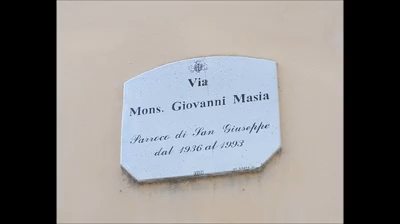 Via
Mons. Giovanni Masia
Parroco di San Giuseppe
dal 1936 al 1993